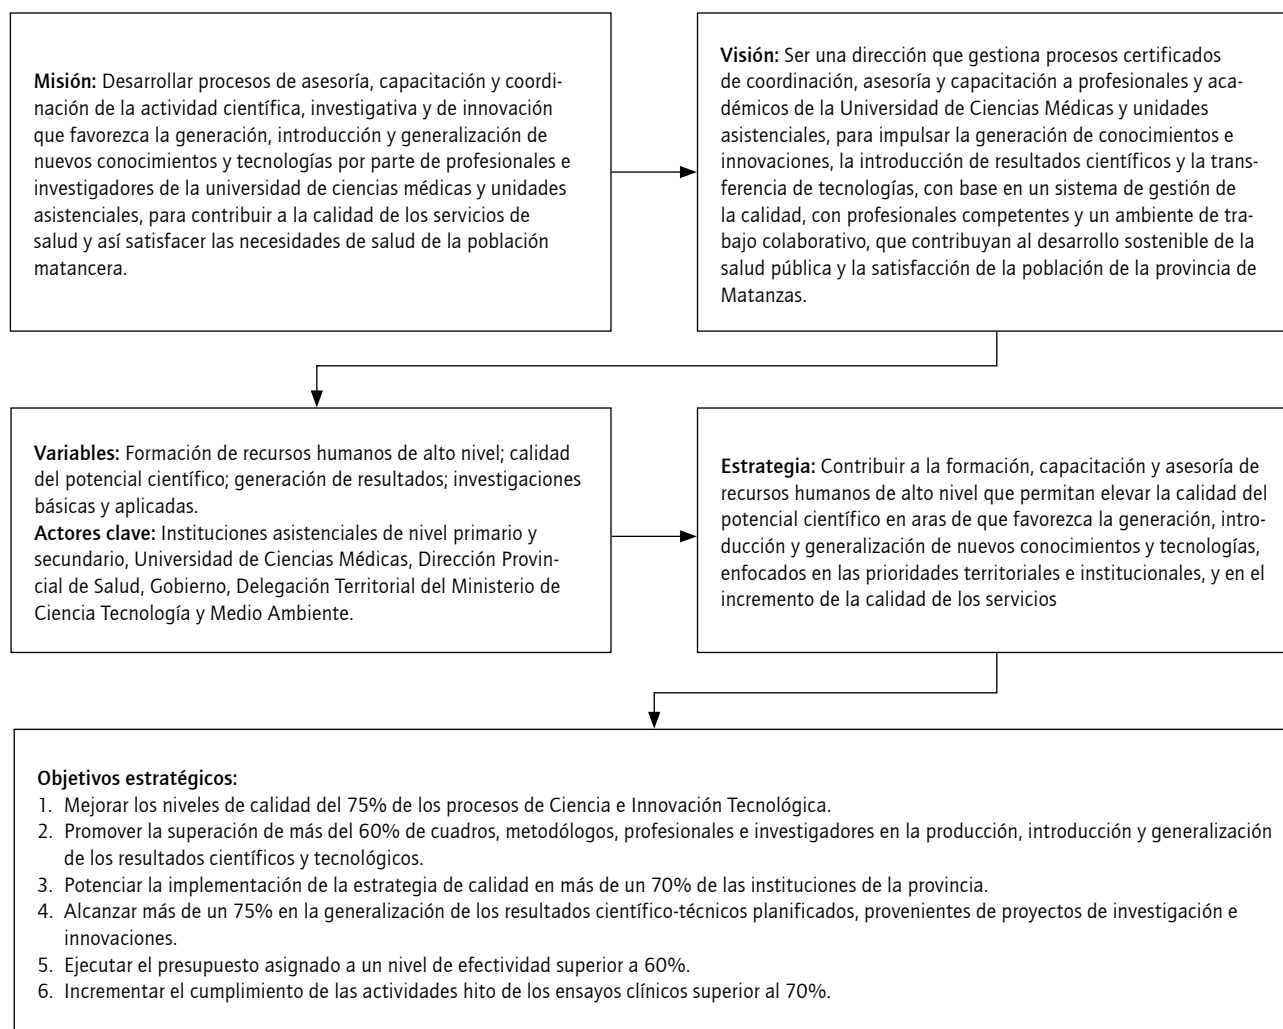 Misión: Desarrollar procesos de asesoría, capacitación y coordi-
nación de la actividad científica, investigativa y de innovación
que favorezca la generación, introducción y generalización de
nuevos conocimientos y tecnologías por parte de profesionales e
investigadores de la universidad de ciencias médicas y unidades
asistenciales, para contribuir a la calidad de los servicios de
salud y así satisfacer las necesidades de salud de la población
matancera.
Visión: Ser una dirección que gestiona procesos certificados
de coordinación, asesoría y capacitación a profesionales y aca-
démicos de la Universidad de Ciencias Médicas y unidades
asistenciales, para impulsar la generación de conocimientos e
innovaciones, la introducción de resultados científicos y la trans-
ferencia de tecnologías, con base en un sistema de gestión de
la calidad, con profesionales competentes y un ambiente de tra-
bajo colaborativo, que contribuyan al desarrollo sostenible de la
salud pública y la satisfacción de la población de la provincia de
Matanzas.
Variables: Formación de recursos humanos de alto nivel; calidad
del potencial científico; generación de resultados; investigaciones
básicas y aplicadas.
Actores clave: Instituciones asistenciales de nivel primario y
secundario, Universidad de Ciencias Médicas, Dirección Provin-
cial de Salud, Gobierno, Delegación Territorial del Ministerio de
Ciencia Tecnología y Medio Ambiente.
Estrategia: Contribuir a la formación, capacitación y asesoría de
recursos humanos de alto nivel que permitan elevar la calidad del
potencial científico en aras de que favorezca la generación, intro-
ducción y generalización de nuevos conocimientos y tecnologías,
enfocados en las prioridades territoriales e institucionales, y en el
incremento de la calidad de los servicios
Objetivos estratégicos:
1. Mejorar los niveles de calidad del 75% de los procesos de Ciencia e Innovación Tecnológica.
2. Promover la superación de más del 60% de cuadros, metodólogos, profesionales e investigadores en la producción, introducción y generalización
de los resultados científicos y tecnológicos.
3. Potenciar la implementación de la estrategia de calidad en más de un 70% de las instituciones de la provincia.
4. Alcanzar más de un 75% en la generalización de los resultados científico-técnicos planificados, provenientes de proyectos de investigación e
innovaciones.
5. Ejecutar el presupuesto asignado a un nivel de efectividad superior a 60%.
6. Incrementar el cumplimiento de las actividades hito de los ensayos clínicos superior al 70%.